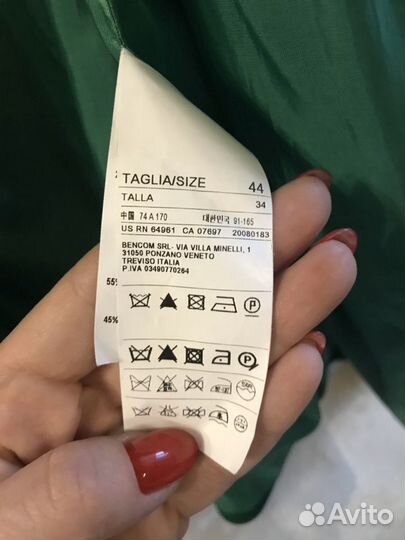 TAGLIA/SIZE 44
TALLA 34
中国 74 A 170 대한민국 91-165
US RN 64961 CA 07697 20080183
BENCOM SRL- VIA VILLA MINELLI, 1
31050 PONZANO VENETO
TREVISO ITALIA
P.IVA 03490770264
55%
45%
Avito